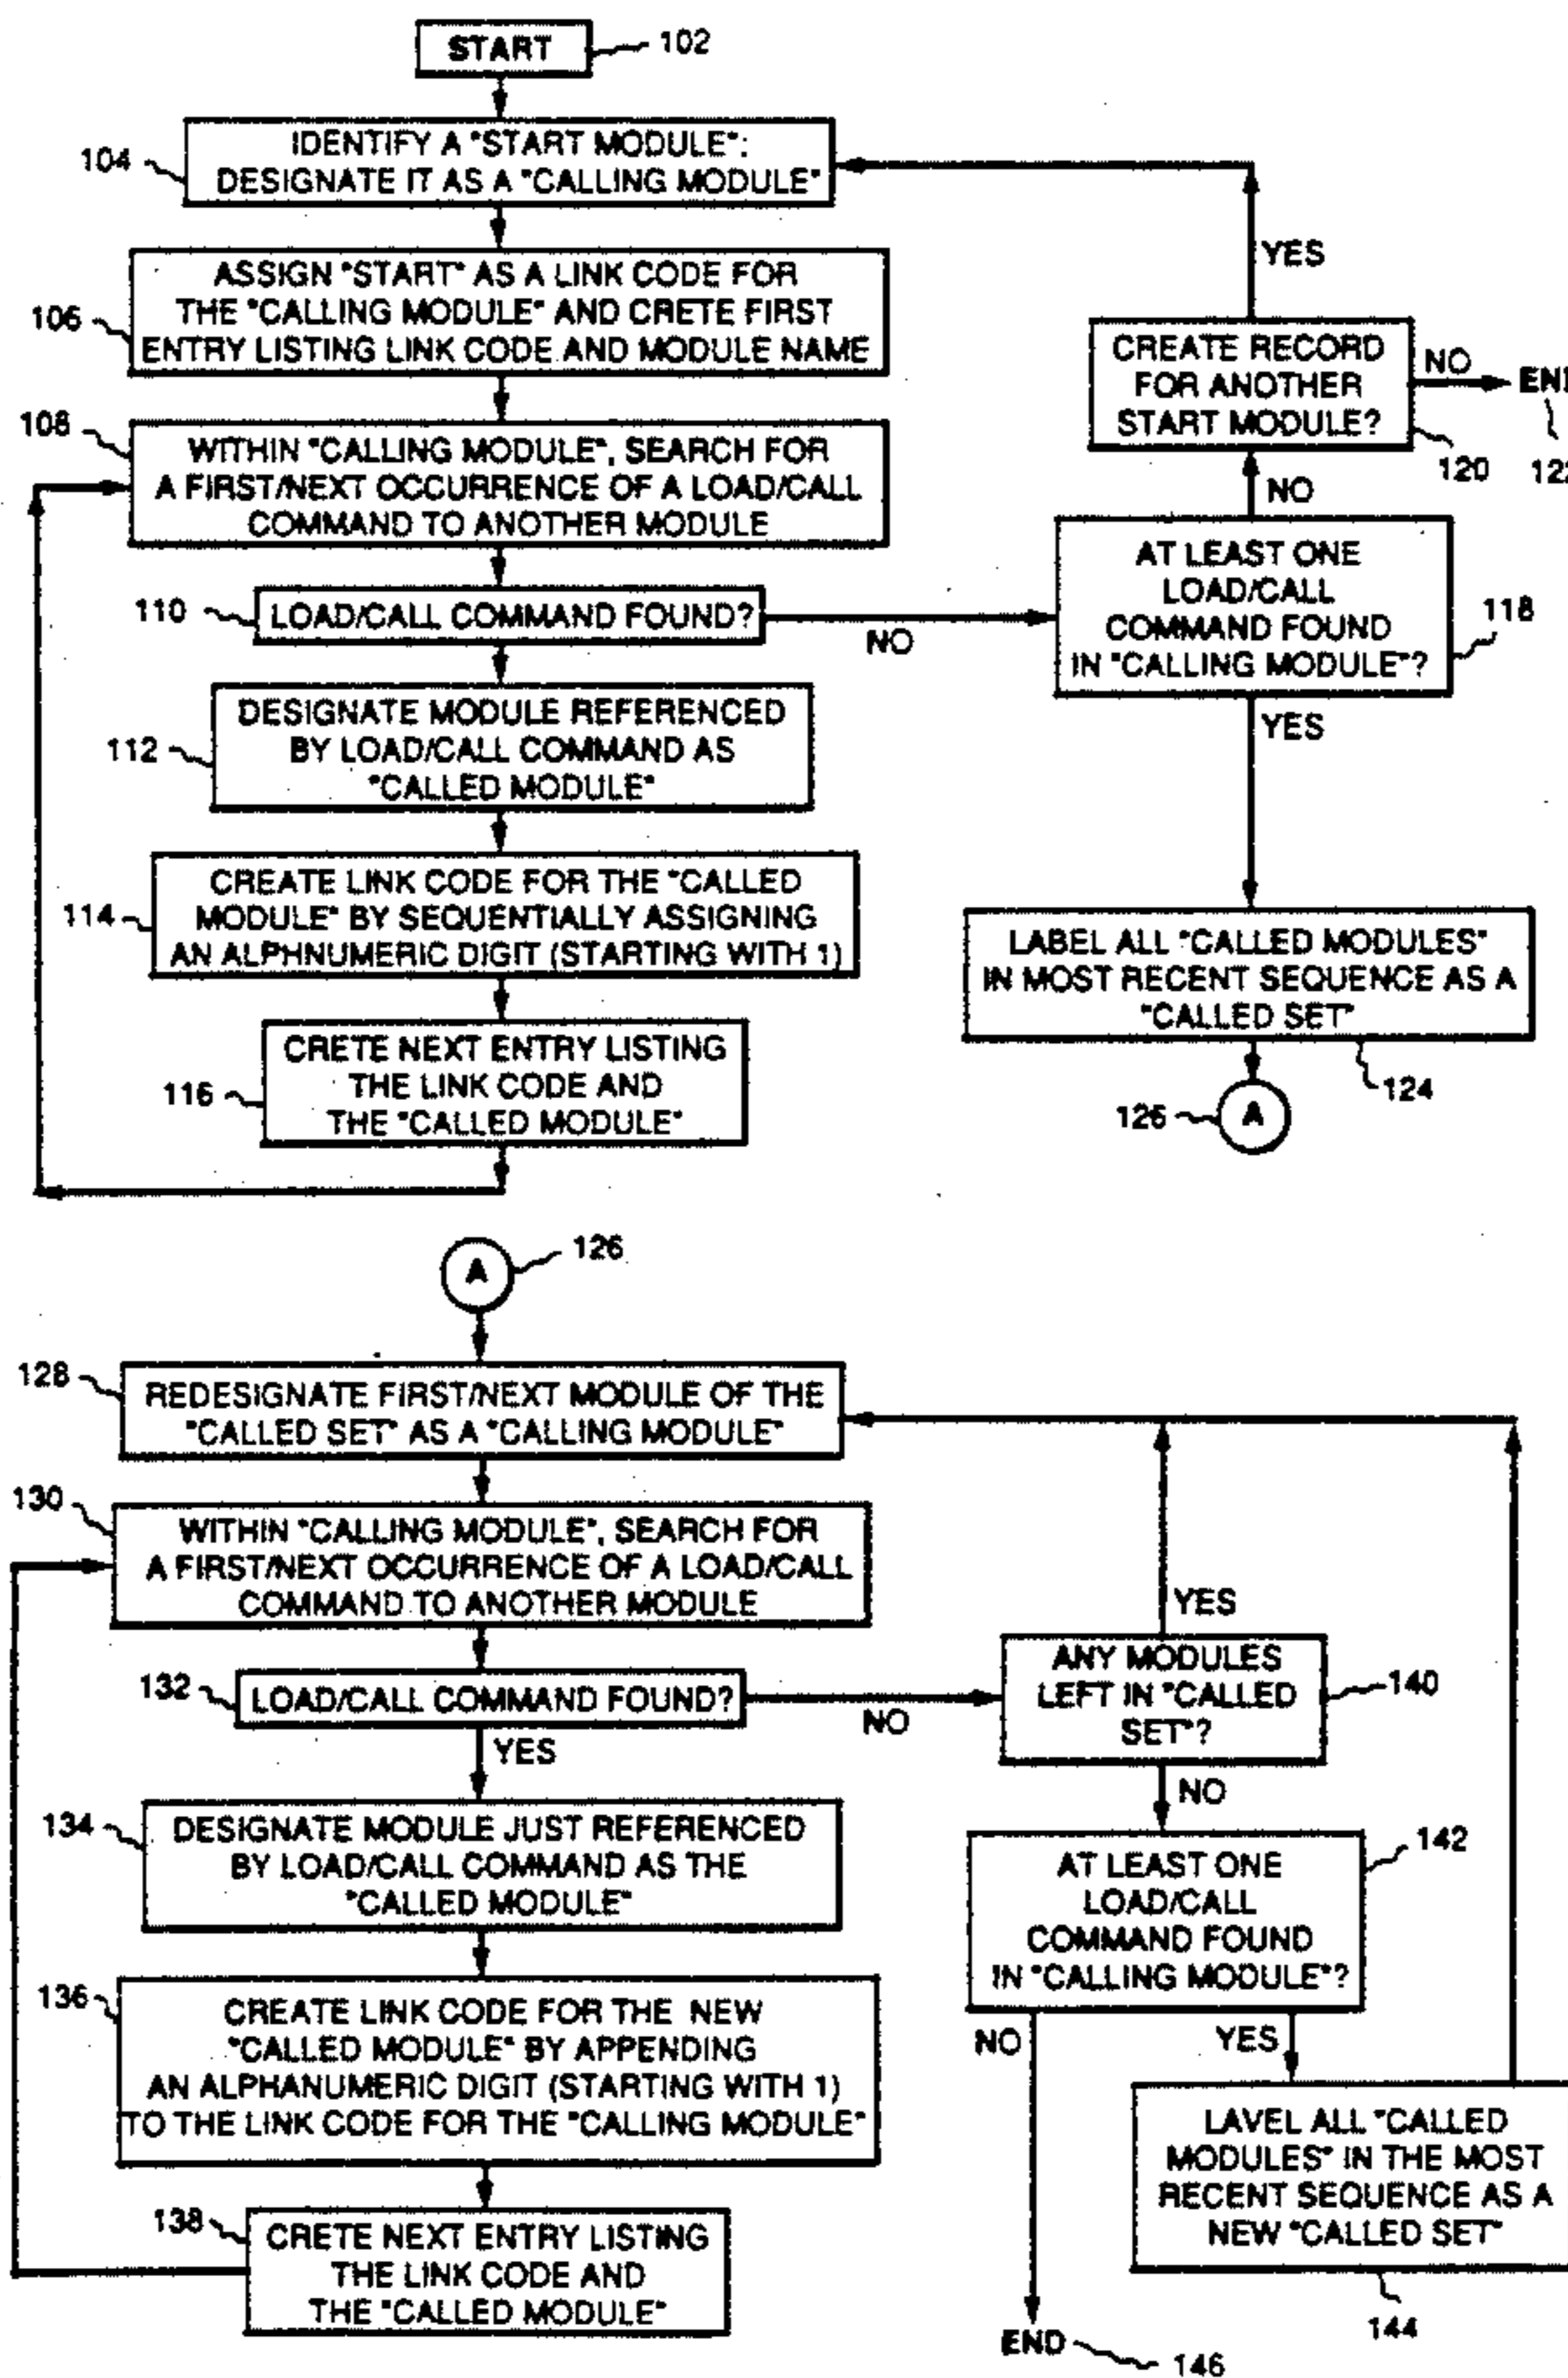 START
102
104
IDENTIFY A "START MODULE":
DESIGNATE IT AS A "CALLING MODULE"
106
ASSIGN "START" AS A LINK CODE FOR
THE "CALLING MODULE" AND CRETE FIRST
ENTRY LISTING LINK CODE AND MODULE NAME
108
WITHIN "CALLING MODULE", SEARCH FOR
A FIRST/NEXT OCCURRENCE OF A LOAD/CALL
COMMAND TO ANOTHER MODULE
110
LOAD/CALL COMMAND FOUND?
NO
112
DESIGNATE MODULE REFERENCED
BY LOAD/CALL COMMAND AS
"CALLED MODULE"
114
CREATE LINK CODE FOR THE "CALLED
MODULE" BY SEQUENTIALLY ASSIGNING
AN ALPHNUMERIC DIGIT (STARTING WITH 1)
116
CRETE NEXT ENTRY LISTING
THE LINK CODE AND
THE "CALLED MODULE"
YES
CREATE RECORD
FOR ANOTHER
START MODULE?
NO
END
120
122
NO
AT LEAST ONE
LOAD/CALL
COMMAND FOUND
IN "CALLING MODULE"?
118
YES
LABEL ALL "CALLED MODULES"
IN MOST RECENT SEQUENCE AS A
"CALLED SET"
124
126
A
A
126
128
REDESIGNATE FIRST/NEXT MODULE OF THE
"CALLED SET" AS A "CALLING MODULE"
130
WITHIN "CALLING MODULE", SEARCH FOR
A FIRST/NEXT OCCURRENCE OF A LOAD/CALL
COMMAND TO ANOTHER MODULE
132
LOAD/CALL COMMAND FOUND?
NO
YES
134
DESIGNATE MODULE JUST REFERENCED
BY LOAD/CALL COMMAND AS THE
"CALLED MODULE"
136
CREATE LINK CODE FOR THE NEW
"CALLED MODULE" BY APPENDING
AN ALPHANUMERIC DIGIT (STARTING WITH 1)
TO THE LINK CODE FOR THE "CALLING MODULE"
138
CRETE NEXT ENTRY LISTING
THE LINK CODE AND
THE "CALLED MODULE"
YES
ANY MODULES
LEFT IN "CALLED
SET"?
140
NO
142
AT LEAST ONE
LOAD/CALL
COMMAND FOUND
IN "CALLING MODULE"?
NO
YES
LAVEL ALL "CALLED
MODULES" IN THE MOST
RECENT SEQUENCE AS A
NEW "CALLED SET"
144
END
146